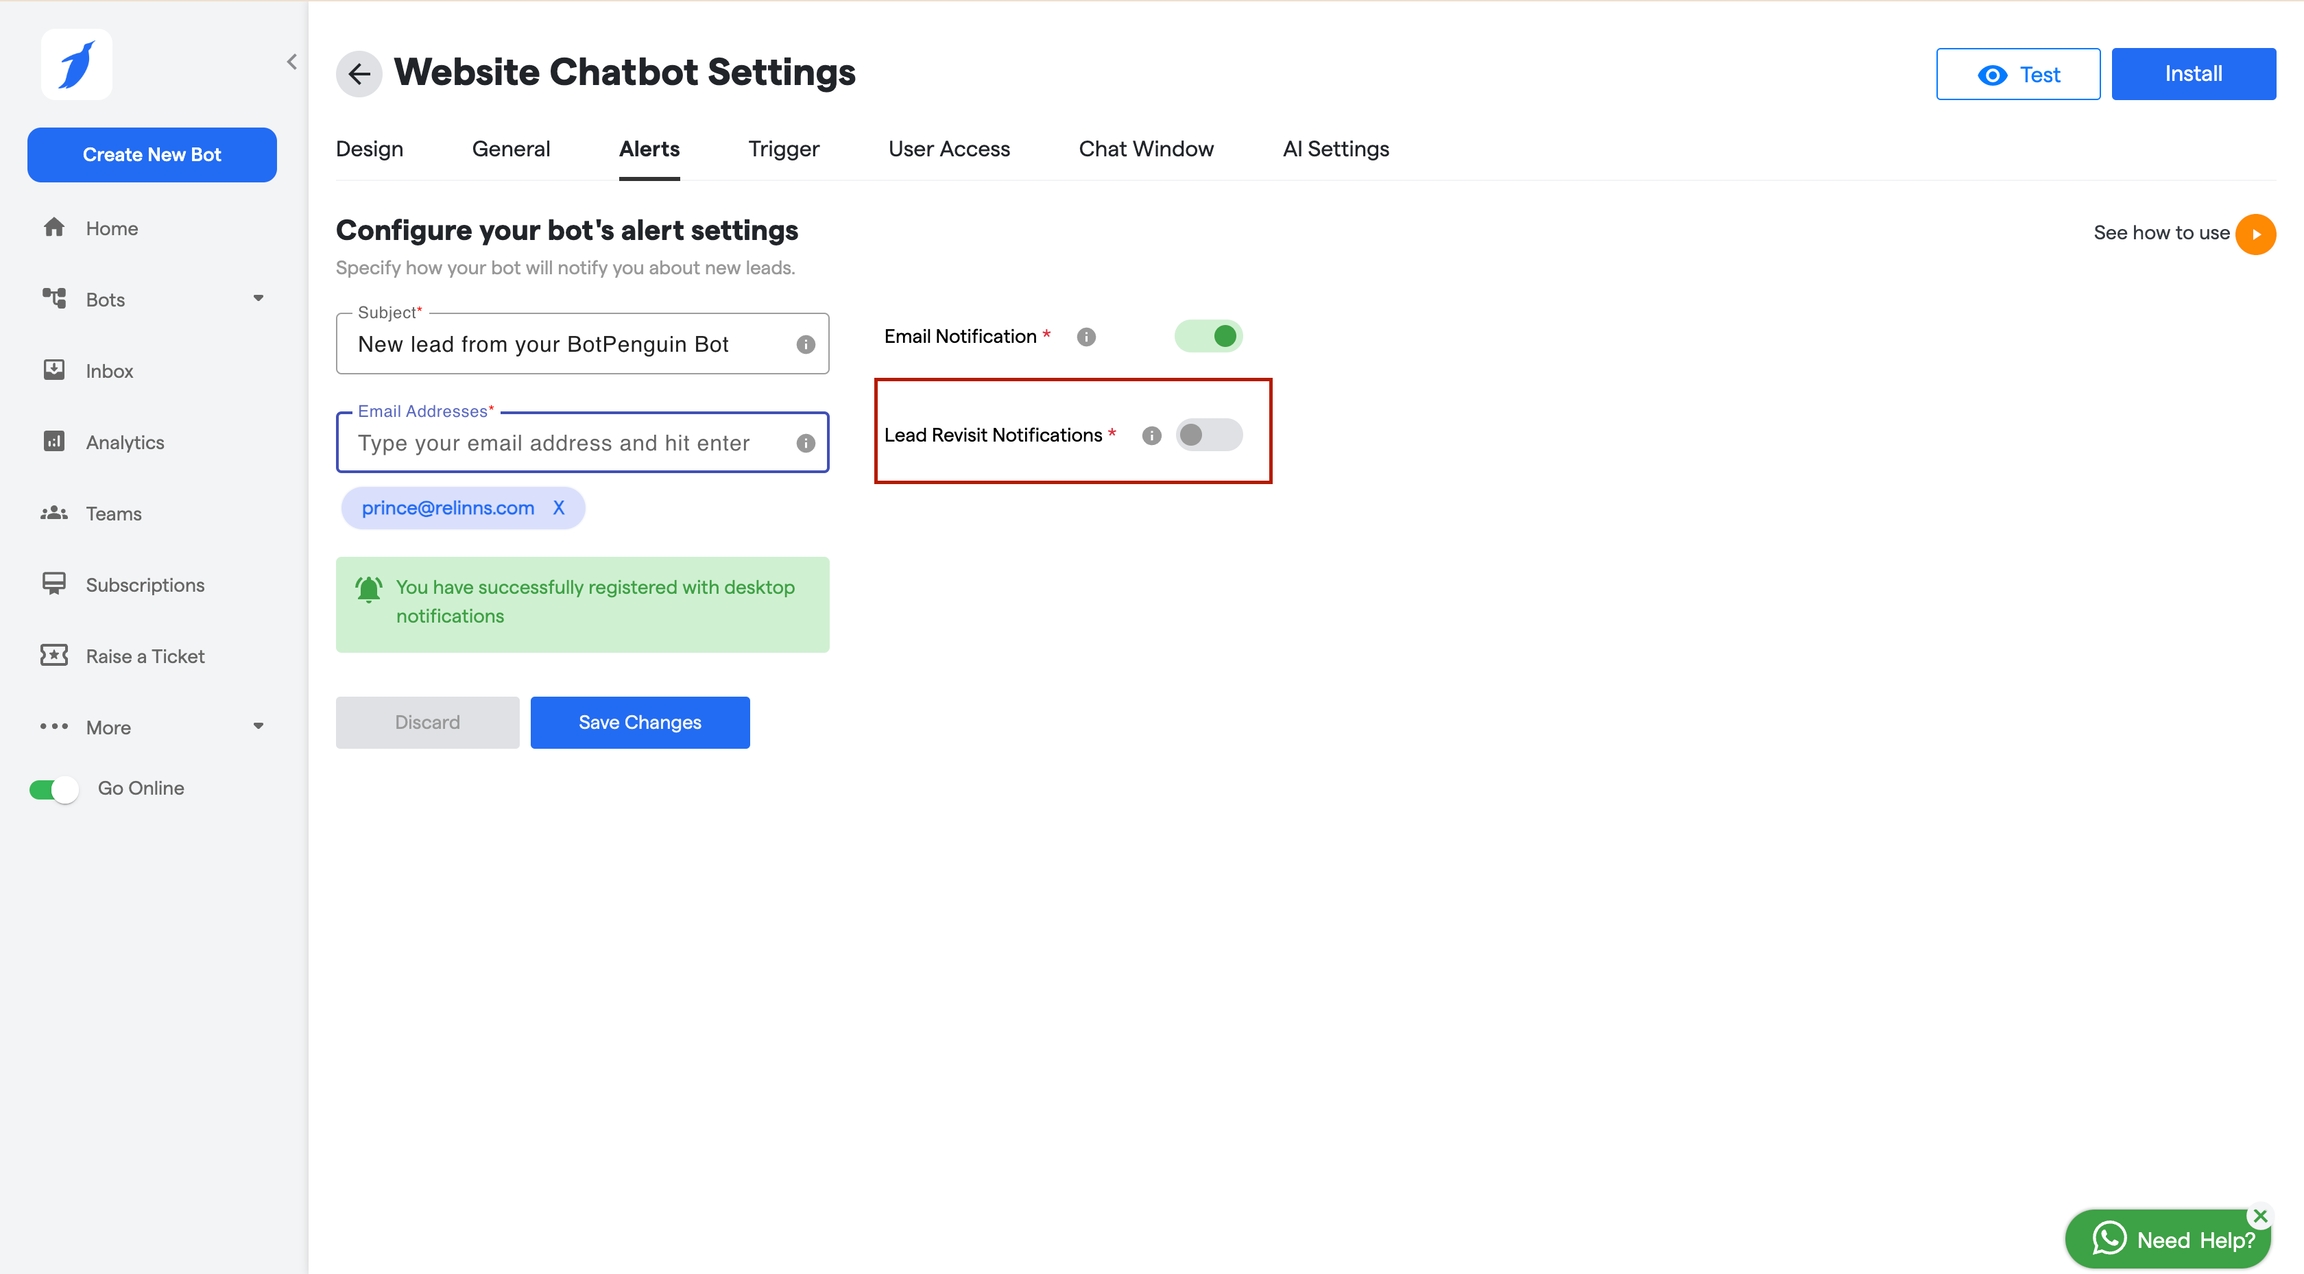 Website Chatbot Settings
Test
Install
Create New Bot
Design
General
Alerts
Trigger
User Access
Chat Window
AI Settings
Home
Bots
Inbox
Analytics
Teams
Subscriptions
Raise a Ticket
More
Go Online
Configure your bot's alert settings
Specify how your bot will notify you about new leads.
See how to use
Subject*
New lead from your BotPenguin Bot
Email Notification *
Email Addresses*
Type your email address and hit enter
Lead Revisit Notifications *
prince@relinns.com X
You have successfully registered with desktop
notifications
Discard
Save Changes
Need Help?